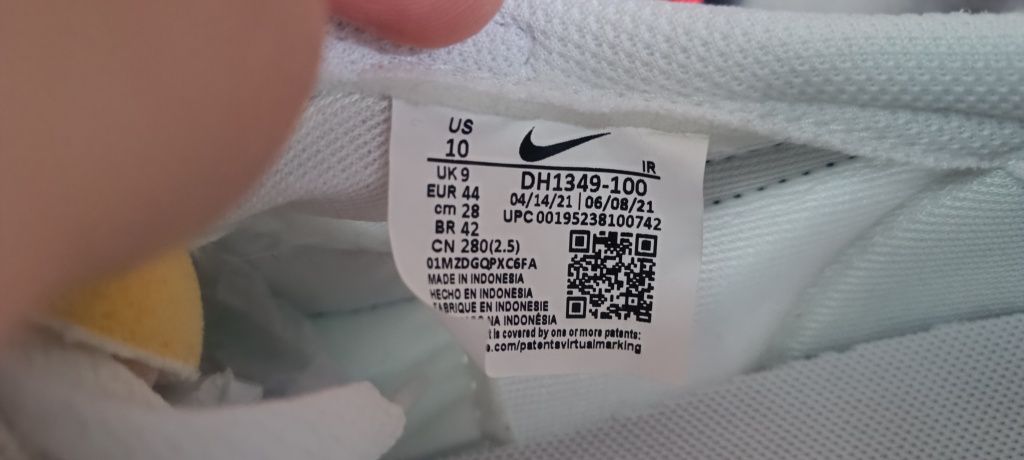 US
10
IR
UK 9
EUR 44
cm 28
BR 42
CN 280(2.5)
DH1349-100
04/14/21 | 06/08/21
UPC 00195238100742
01MZDGQPXC6FA
MADE IN INDONESIA
HECHO EN INDONESIA
FABRIQUE EN INDONESIE
NA INDONÉSIA
is covered by one or more patents:
.com/patentsvirtualmarking